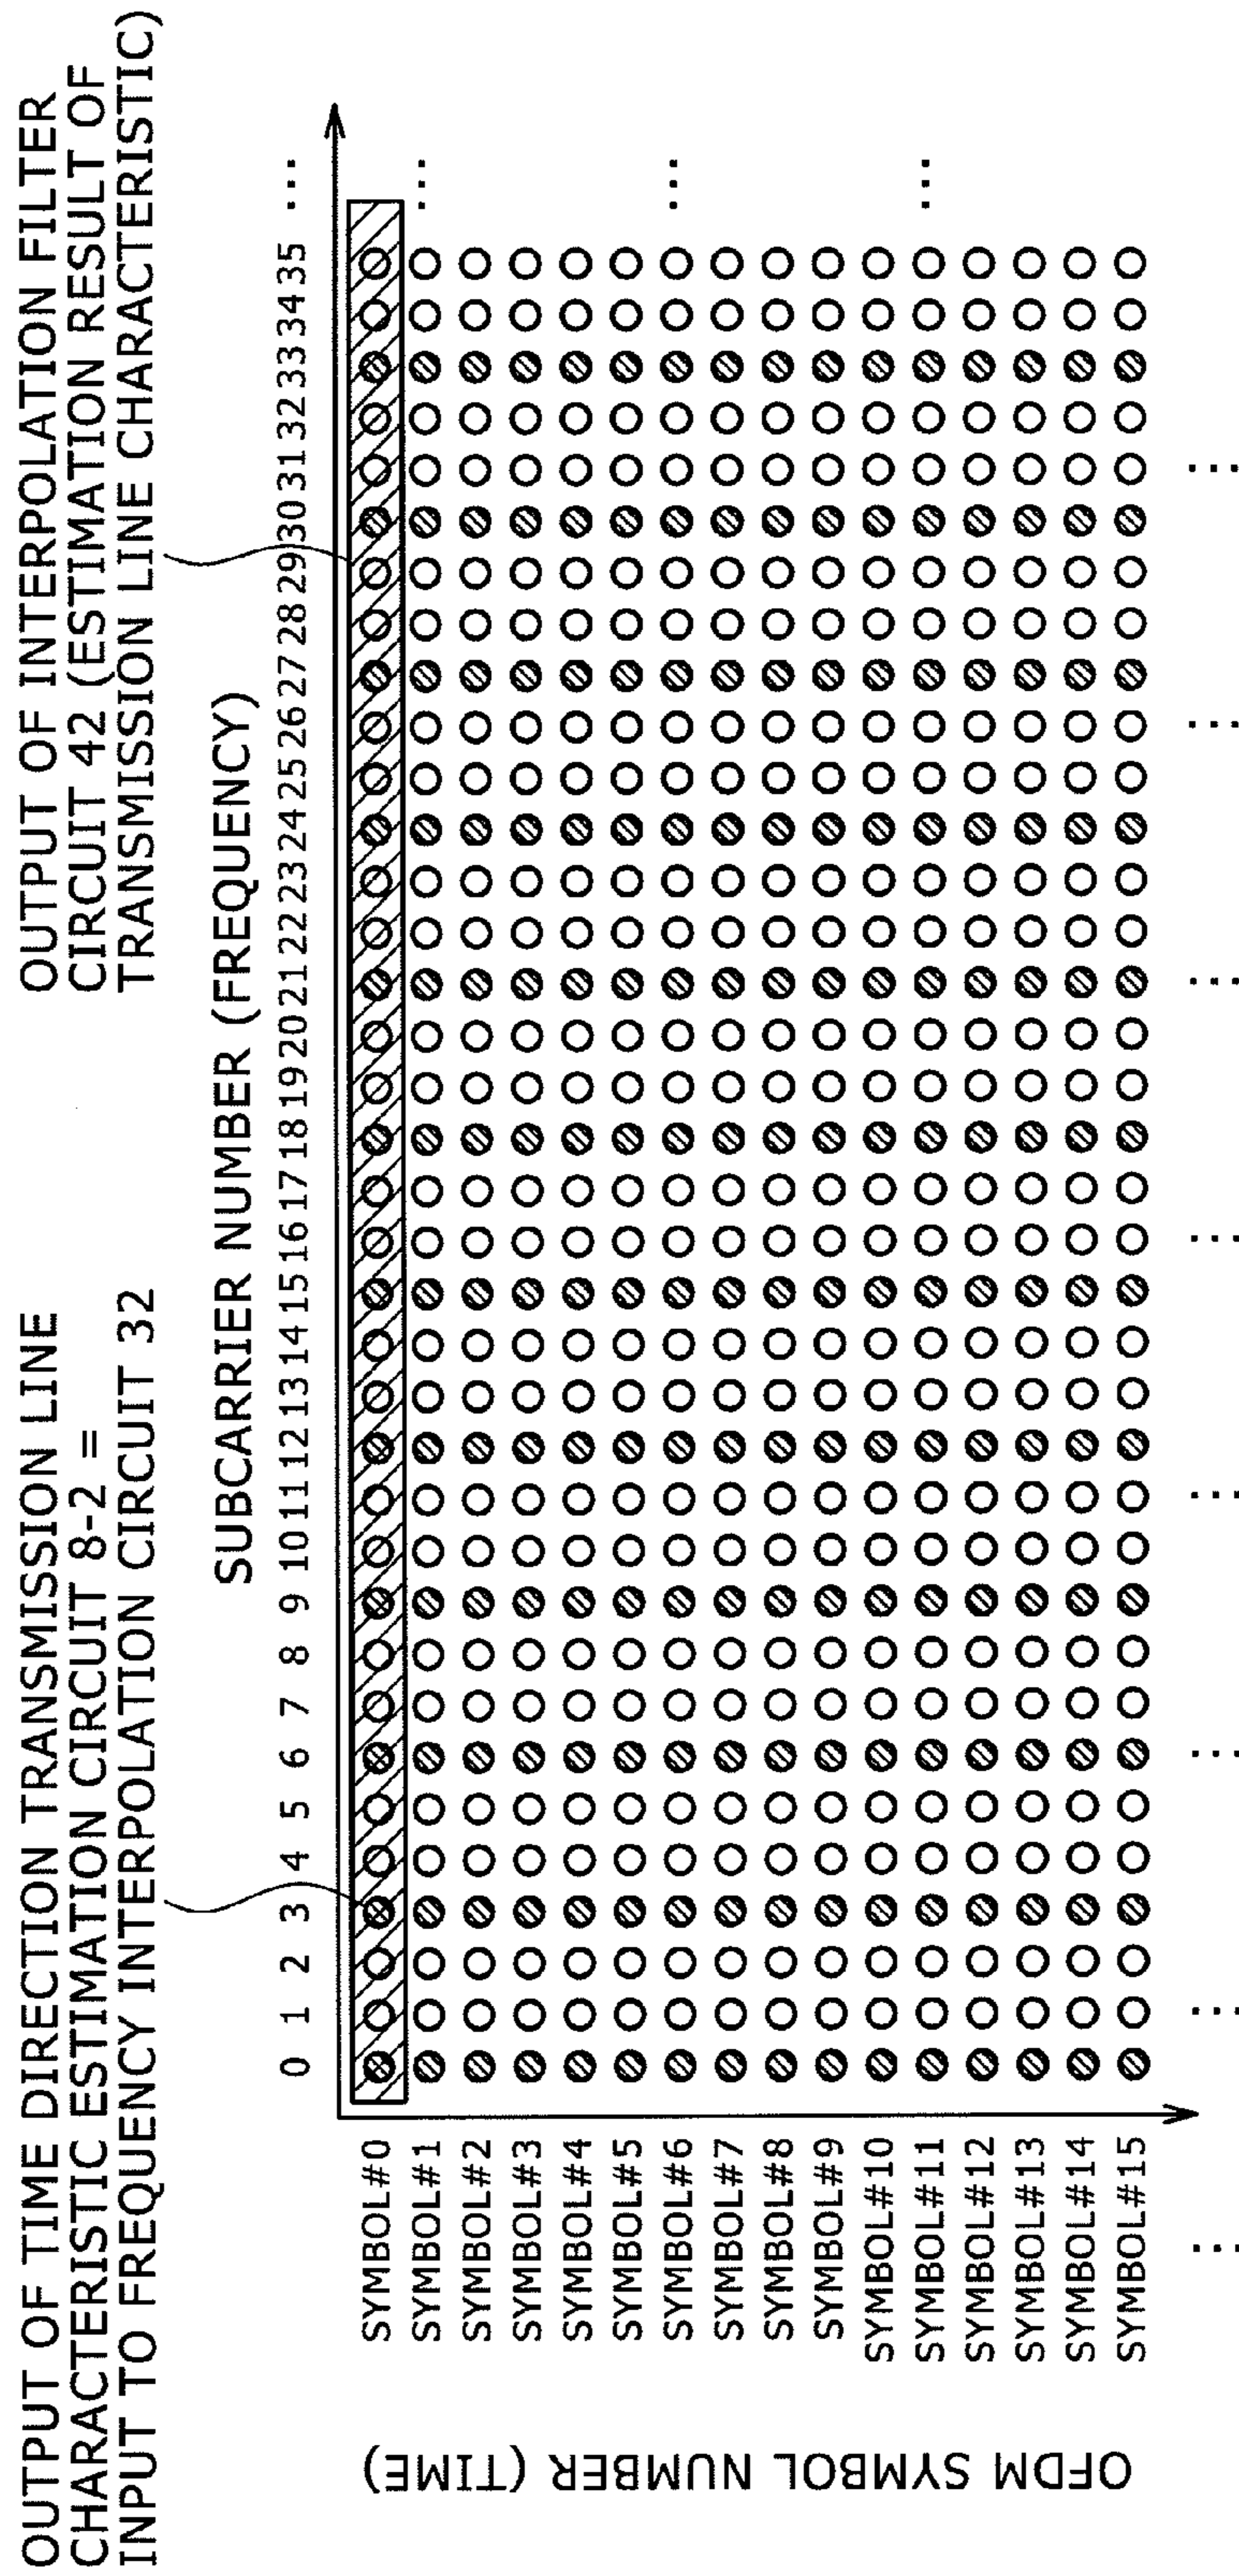 OUTPUT OF TIME DIRECTION TRANSMISSION LINE
CHARACTERISTIC ESTIMATION CIRCUIT 8-2 =
INPUT TO FREQUENCY INTERPOLATION CIRCUIT 32
OUTPUT OF INTERPOLATION FILTER
CIRCUIT 42 (ESTIMATION RESULT OF
TRANSMISSION LINE CHARACTERISTIC)
SUBCARRIER NUMBER (FREQUENCY)
0 1 2 3 4 5 6 7 8 9 10 11 12 13 14 15 16 17 18 19 20 21 22 23 24 25 26 27 28 29 30 31 32 33 34 35 ...
OFDM SYMBOL NUMBER (TIME)
SYMBOL#0
SYMBOL#1 ...
SYMBOL#2
SYMBOL#3
SYMBOL#4
SYMBOL#5
SYMBOL#6 ...
SYMBOL#7
SYMBOL#8
SYMBOL#9
SYMBOL#10
SYMBOL#11 ...
SYMBOL#12
SYMBOL#13
SYMBOL#14
SYMBOL#15
... ... ... ... ... ... ... ...